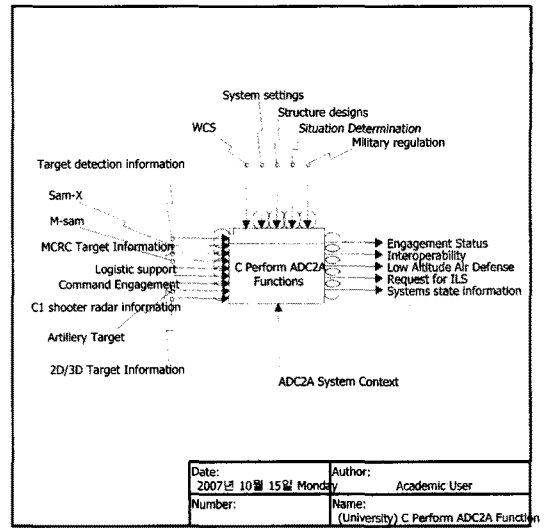 System settings
Structure designs
WCS
Situation Determination
Military regulation
Target detection information
Sam-X
M-sam
MCRC Target Information
Logistic support
Command Engagement
C1 shooter radar information
Artillery Target
2D/3D Target Information
C Perform ADC2A
Functions
Engagement Status
Interoperability
Low Altitude Air Defense
Request for ILS
Systems state information
ADC2A System Context
Date:
2007년 10월 15일 Monday
Author:
Academic User
Number:
Name:
(University) C Perform ADC2A Function